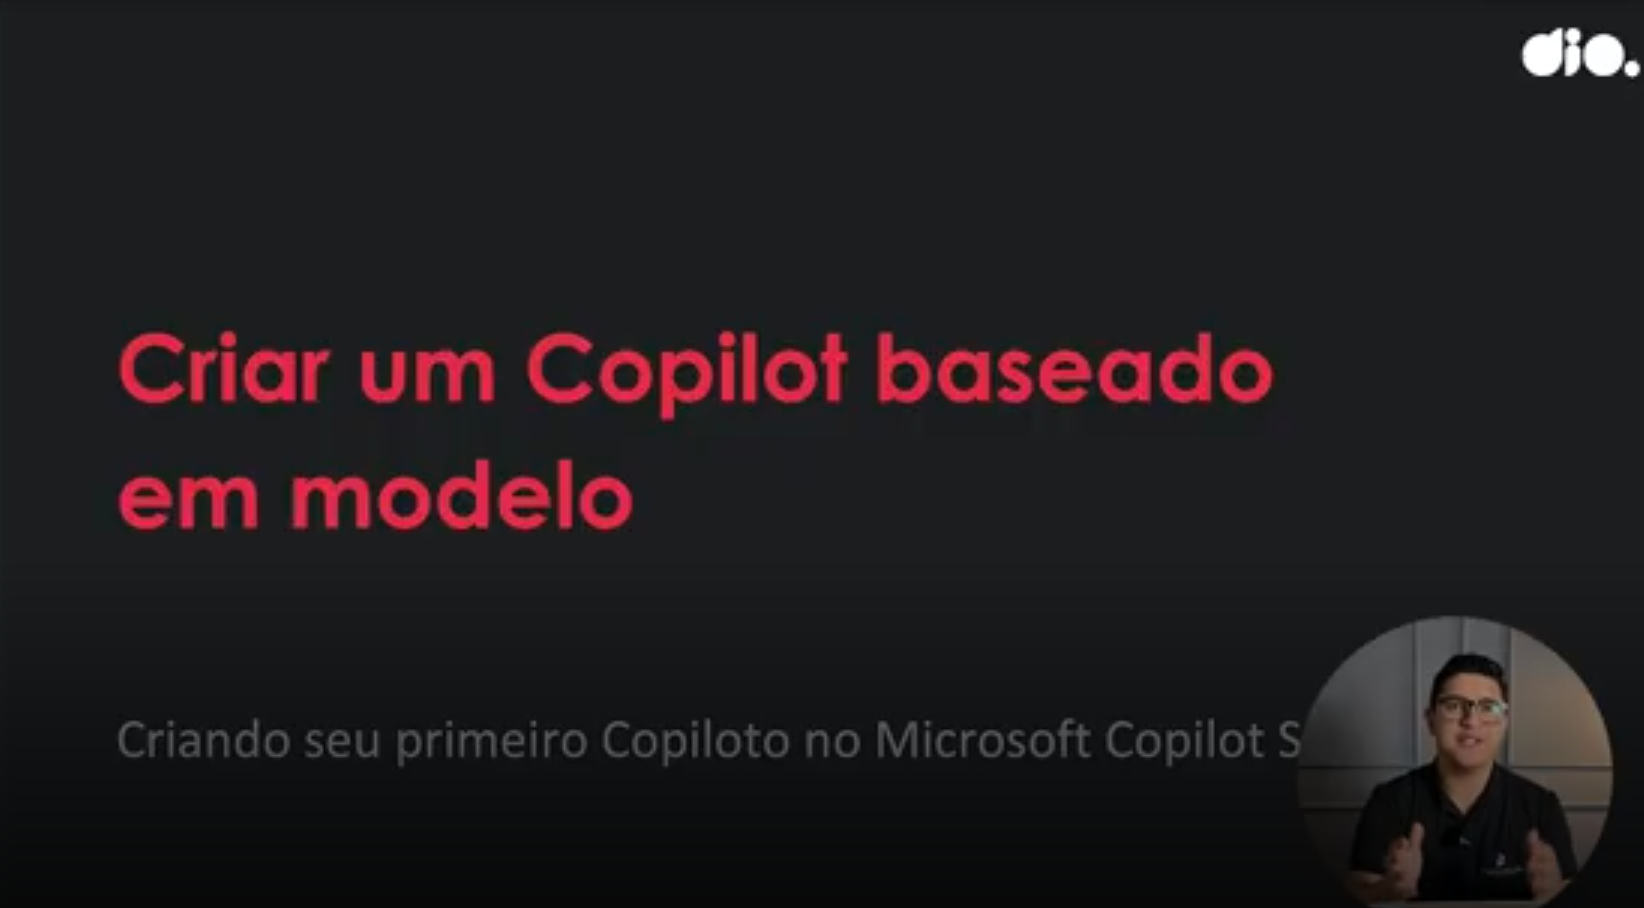 dio.
Criar um Copilot baseado
em modelo
Criando seu primeiro Copiloto no Microsoft Copilot S